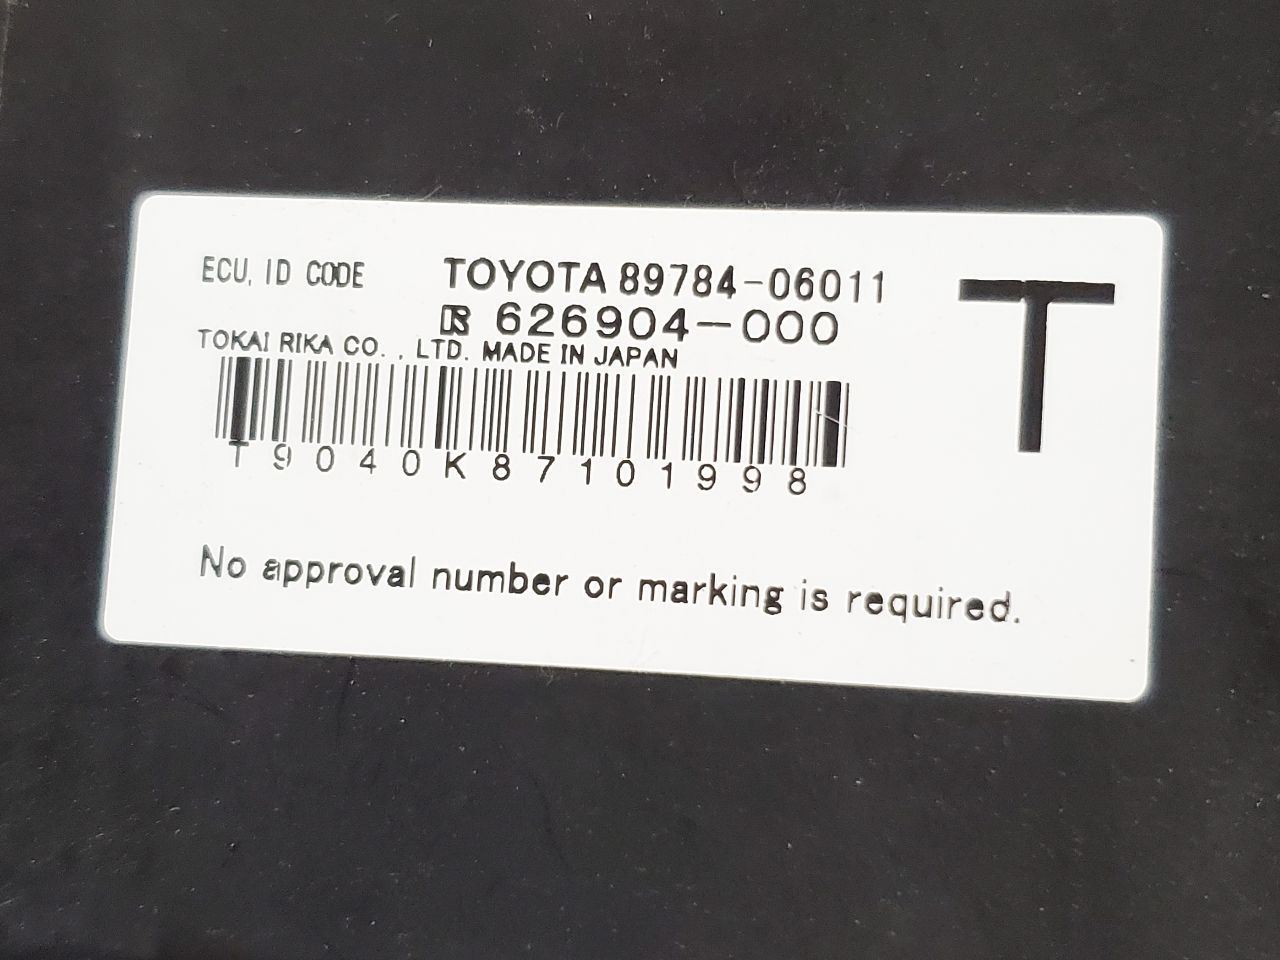 ECU, ID CODE TOYOTA 89784-06011
626904-000
TOKAI RIKA CO. , LTD. MADE IN JAPAN
T9040K87101998
No approval number or marking is required.
T